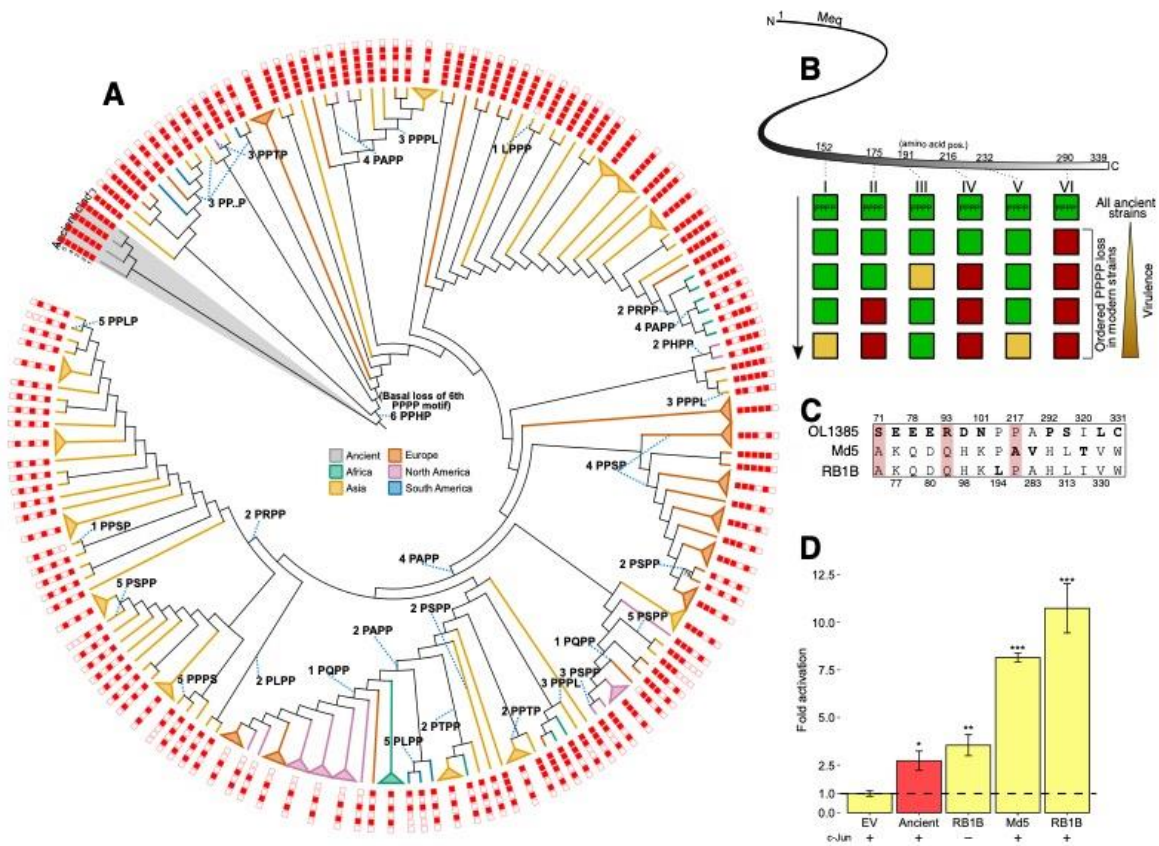 A
3 PPTP
4 PAPP
3 PPPL
1 LPPP
3 PP..P
2 PRPP
4 PAPP
2 PHPP
3 PPPL
(Basal loss of 6th
PPPP motif)
6 PPHP
Ancient
Africa
Asia
Europe
North America
South America
4 PPSP
5 PPLP
1 PPSP
2 PRPP
4 PAPP
2 PSPP
5 PSPP
2 PSPP
5 PSPP
2 PAPP
1 PQPP
1 PQPP
3 PSPP
3 PPPL
5 PPPS
2 PLPP
2 PPTP
2 PTPP
5 PLPP
B
N 1 Meq
(amino acid pos.)
152 175 191 216 232 290 339 C
I II III IV V VI
PPPP PPPP PPPP PPPP PPPP PPPP
All ancient
strains
Ordered PPPP loss
in modern strains
Virulence
C
71 78 93 101 217 292 320 331
OL1385 S E E E R D N P P A P S I L C
Md5 A K Q D Q H K P A V H L T V W
RB1B A K Q D Q H K L P A H L I V W
77 80 98 194 283 313 330
D
Fold activation
12.5
10.0
7.5
5.0
2.5
1.0
0.0
* ** *** ***
EV Ancient RB1B Md5 RB1B
c-Jun + + − + +